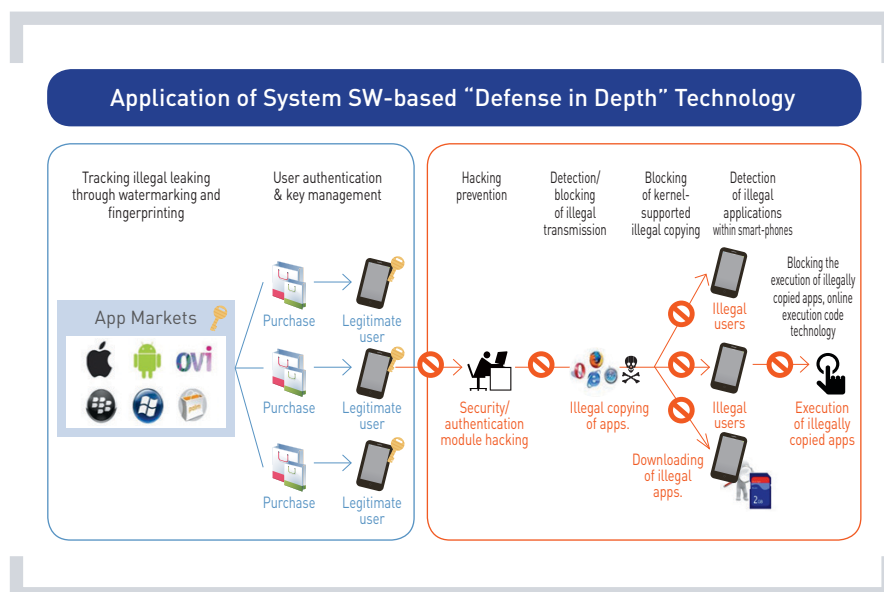 Application of System SW-based “Defense in Depth” Technology
Tracking illegal leaking
through watermarking and
fingerprinting
User authentication
& key management
Hacking
prevention
Detection/
blocking
of illegal
transmission
Blocking
of kernel-
supported
illegal copying
Detection
of illegal
applications
within smart-phones
Blocking the
execution of illegally
copied apps, online
execution code
technology
App Markets
ovi
Purchase
Legitimate
user
Purchase
Legitimate
user
Purchase
Legitimate
user
Security/
authentication
module hacking
Illegal copying
of apps.
Illegal
users
Illegal
users
Downloading
of illegal
apps.
2GB
Execution
of illegally
copied apps